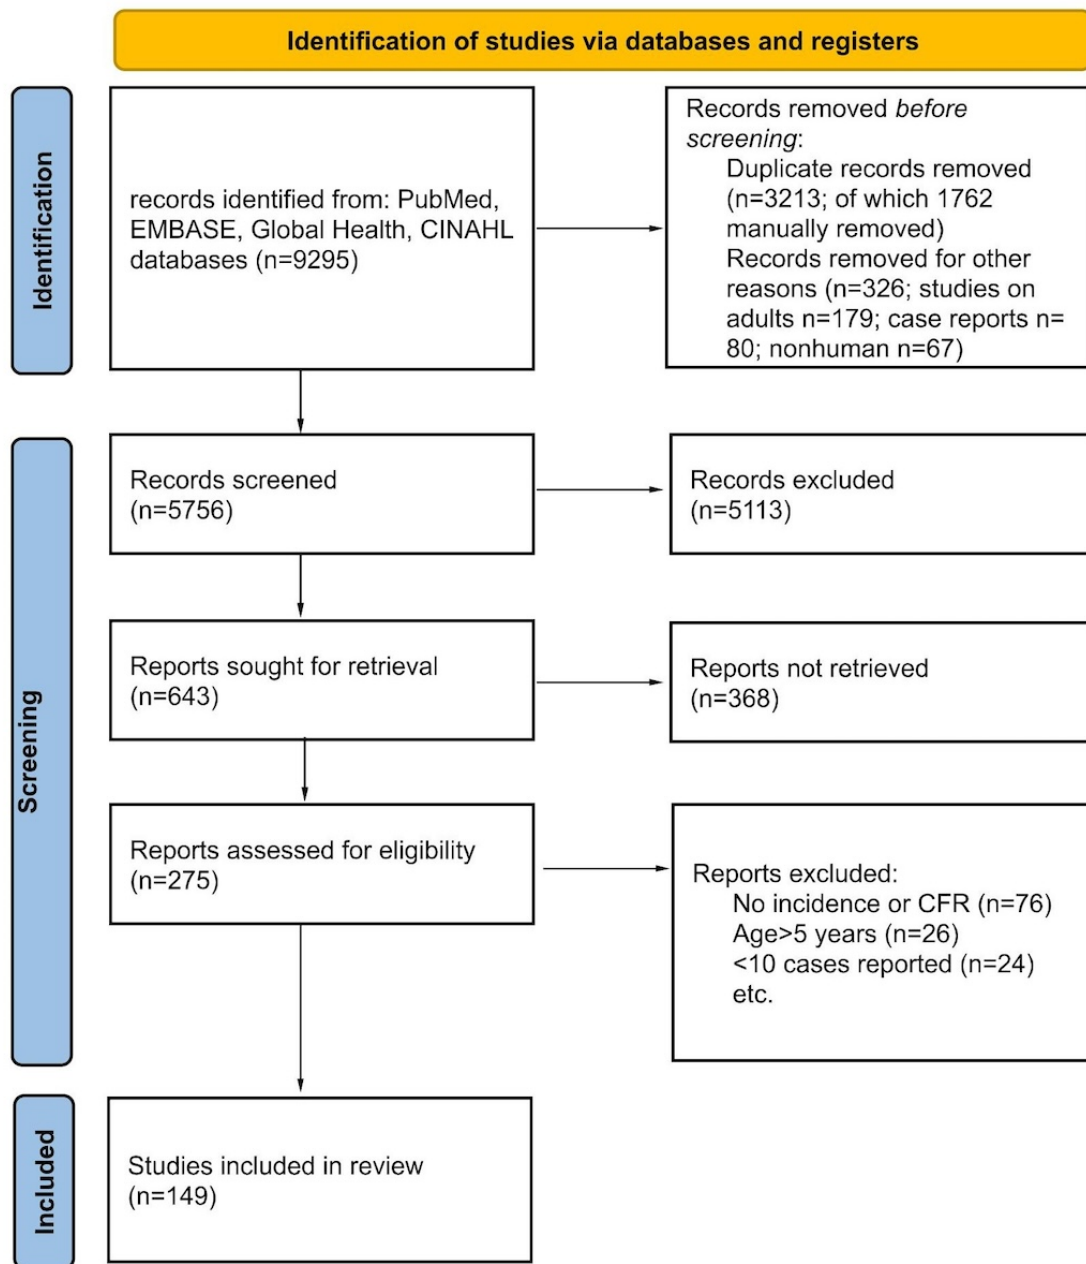 Identification of studies via databases and registers
Identification
records identified from: PubMed,
EMBASE, Global Health, CINAHL
databases (n=9295)
Records removed before
screening:
Duplicate records removed
(n=3213; of which 1762
manually removed)
Records removed for other
reasons (n=326; studies on
adults n=179; case reports n=
80; nonhuman n=67)
Screening
Records screened
(n=5756)
Records excluded
(n=5113)
Reports sought for retrieval
(n=643)
Reports not retrieved
(n=368)
Reports assessed for eligibility
(n=275)
Reports excluded:
No incidence or CFR (n=76)
Age>5 years (n=26)
<10 cases reported (n=24)
etc.
Included
Studies included in review
(n=149)